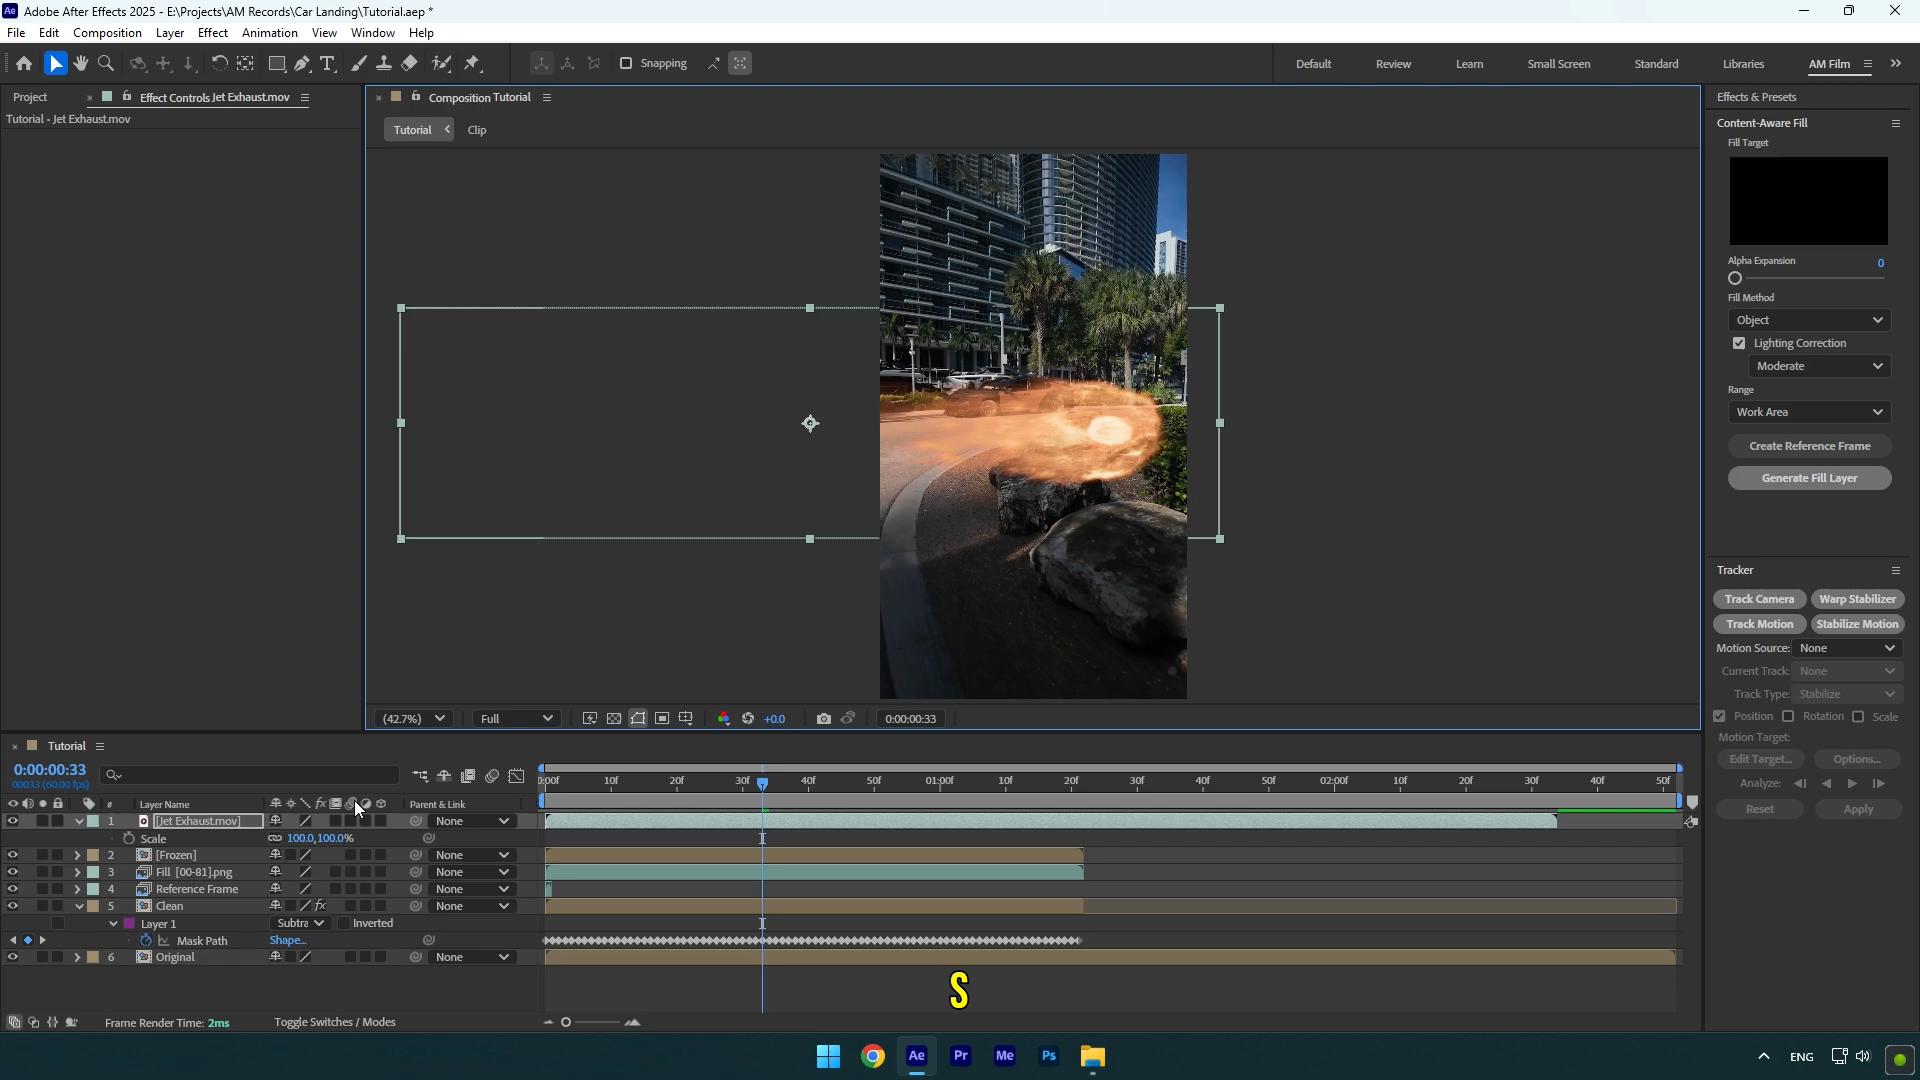 Adobe After Effects 2025 - E:\Projects\AM Records\Car Landing\Tutorial.aep *
File Edit Composition Layer Effect Animation View Window Help
Snapping
Default Review Learn Small Screen Standard Libraries AM Film
Project Effect Controls Jet Exhaust.mov
Tutorial - Jet Exhaust.mov
Composition Tutorial
Tutorial Clip
(42.7%) Full +0.0 0:00:00:33
Effects & Presets
Content-Aware Fill
Fill Target
Alpha Expansion 0
Fill Method
Object
Lighting Correction
Moderate
Range
Work Area
Create Reference Frame
Generate Fill Layer
Tracker
Track Camera Warp Stabilizer
Track Motion Stabilize Motion
Motion Source: None
Current Track: None
Track Type: Stabilize
Position Rotation Scale
Motion Target:
Edit Target... Options...
Analyze:
Reset Apply
Tutorial
0:00:00:33
00033 (60.00 fps)
# Layer Name Parent & Link
0:00f 10f 20f 30f 40f 50f 01:00f 10f 20f 30f 40f 50f 02:00f 10f 20f 30f 40f 50f
1 [Jet Exhaust.mov] None
Scale 100.0,100.0%
2 [Frozen] None
3 Fill [00-81].png None
4 Reference Frame None
5 Clean fx None
Layer 1 Subtra Inverted
Mask Path Shape...
6 Original None
S
Frame Render Time: 2ms Toggle Switches / Modes
Ae Pr Me Ps ENG